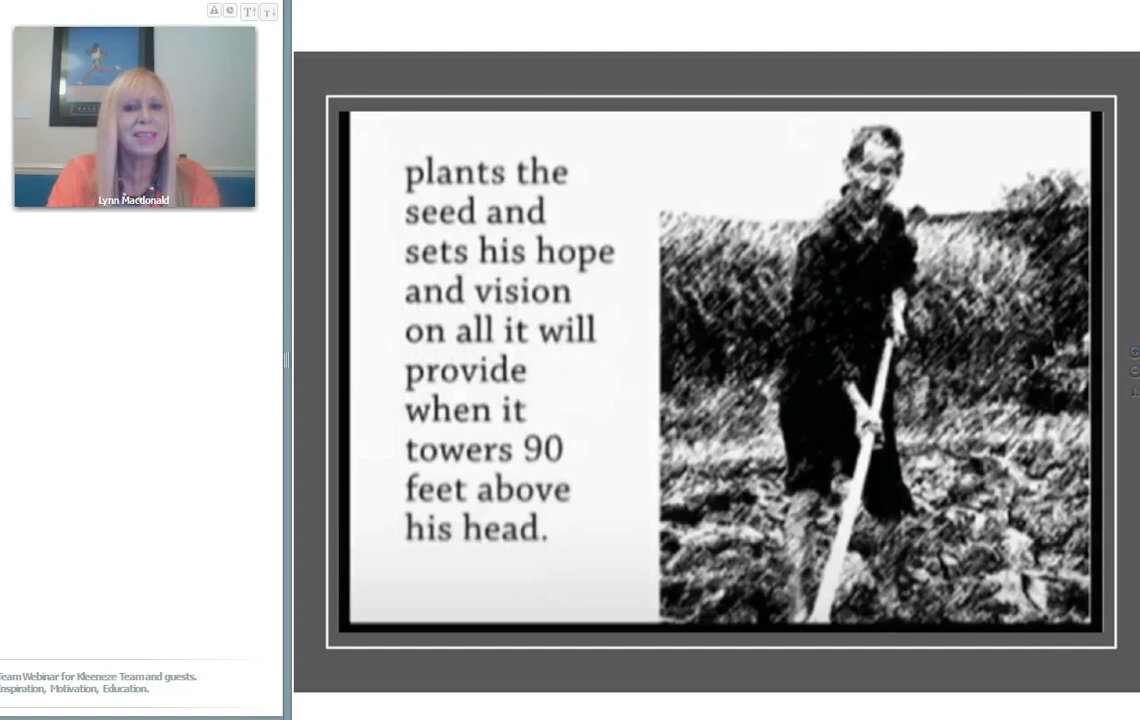 Lynn Macdonald
plants the
seed and
sets his hope
and vision
on all it will
provide
when it
towers 90
feet above
his head.
Team Webinar for Kleeneze Team and guests.
Inspiration, Motivation, Education.